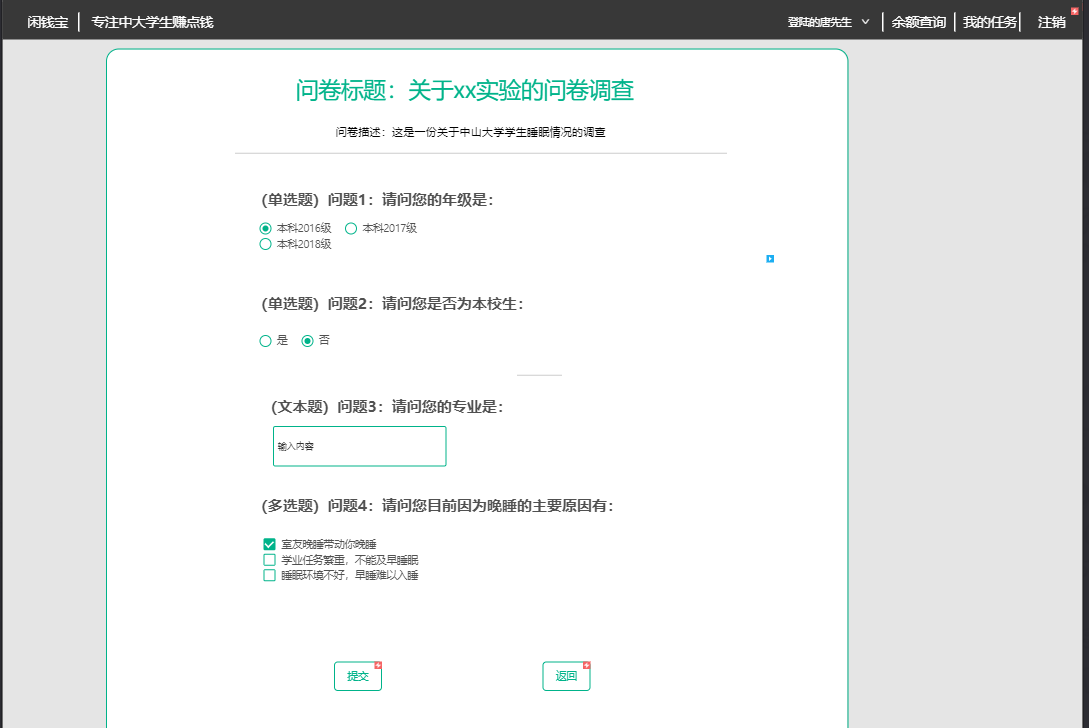 闲钱宝 专注中大学生赚点钱 登陆的唐先生 余额查询 我的任务 注销
问卷标题：关于xx实验的问卷调查
问卷描述：这是一份关于中山大学学生睡眠情况的调查
(单选题) 问题1：请问您的年级是：
本科2016级 本科2017级
本科2018级
(单选题) 问题2：请问您是否为本校生：
是 否
(文本题) 问题3：请问您的专业是：
输入内容
(多选题) 问题4：请问您目前因为晚睡的主要原因有：
室友晚睡带动你晚睡
学业任务繁重，不能及早睡眠
睡眠环境不好，早睡难以入睡
提交 返回